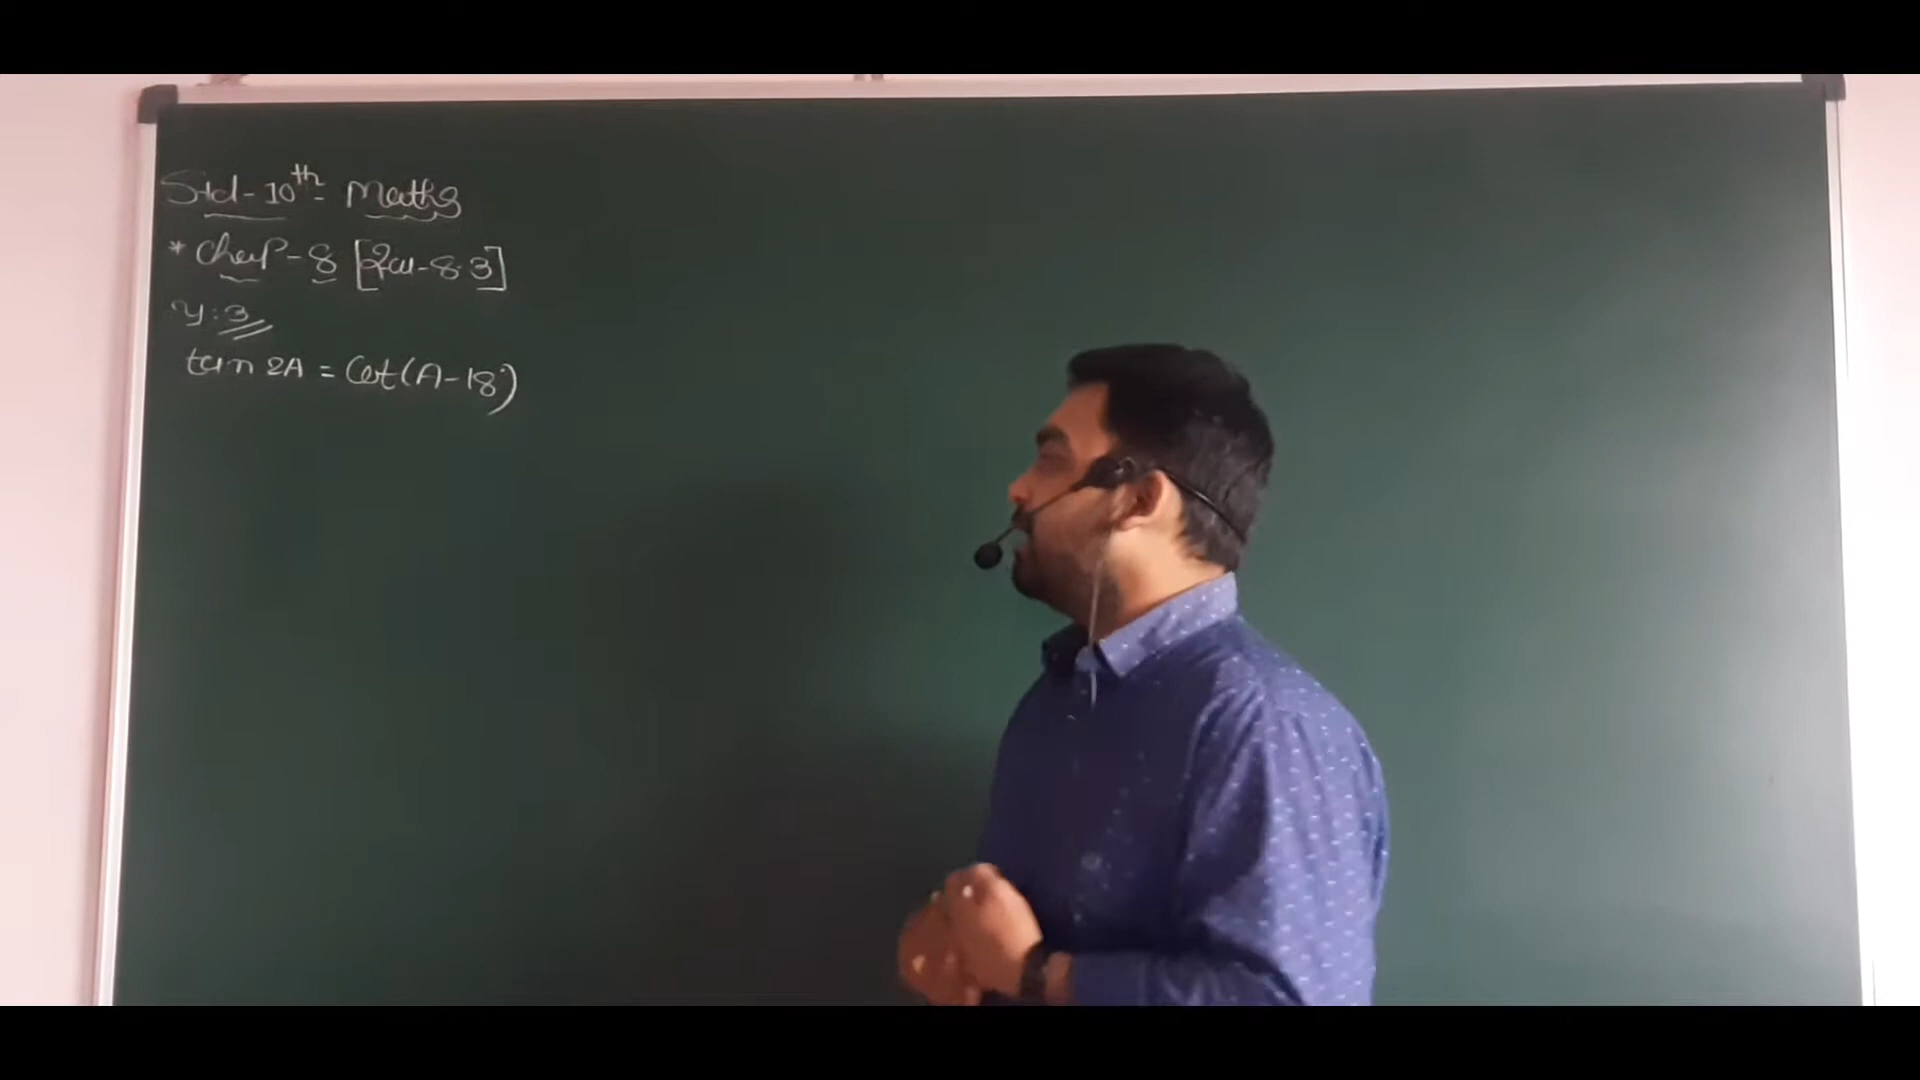 Std-10th- Maths
* Chap-8 [Ex-8.3]
3
tan 2A = Cot(A-18°)